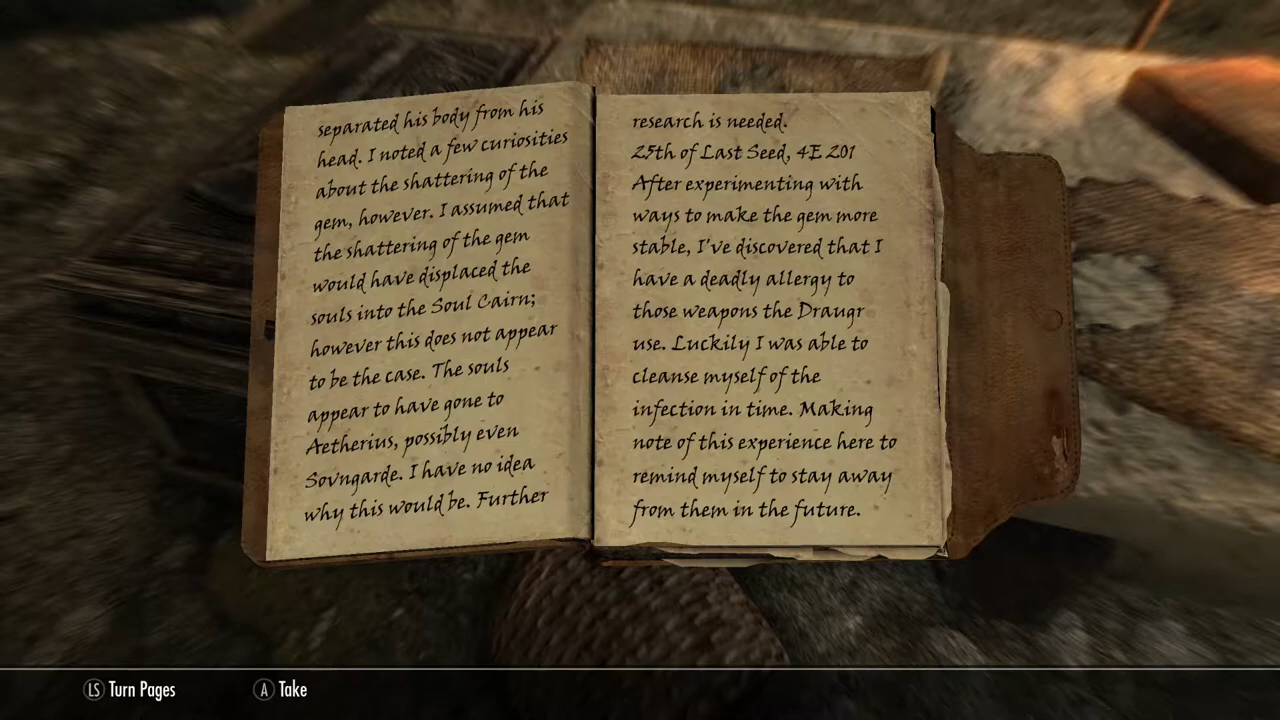 separated his body from his
head. I noted a few curiosities
about the shattering of the
gem, however. I assumed that
the shattering of the gem
would have displaced the
souls into the Soul Cairn;
however this does not appear
to be the case. The souls
appear to have gone to
Aetherius, possibly even
Sovngarde. I have no idea
why this would be. Further
research is needed.
25th of Last Seed, 4E 201
After experimenting with
ways to make the gem more
stable, I've discovered that I
have a deadly allergy to
those weapons the Draugr
use. Luckily I was able to
cleanse myself of the
infection in time. Making
note of this experience here to
remind myself to stay away
from them in the future.
LS Turn Pages
A Take